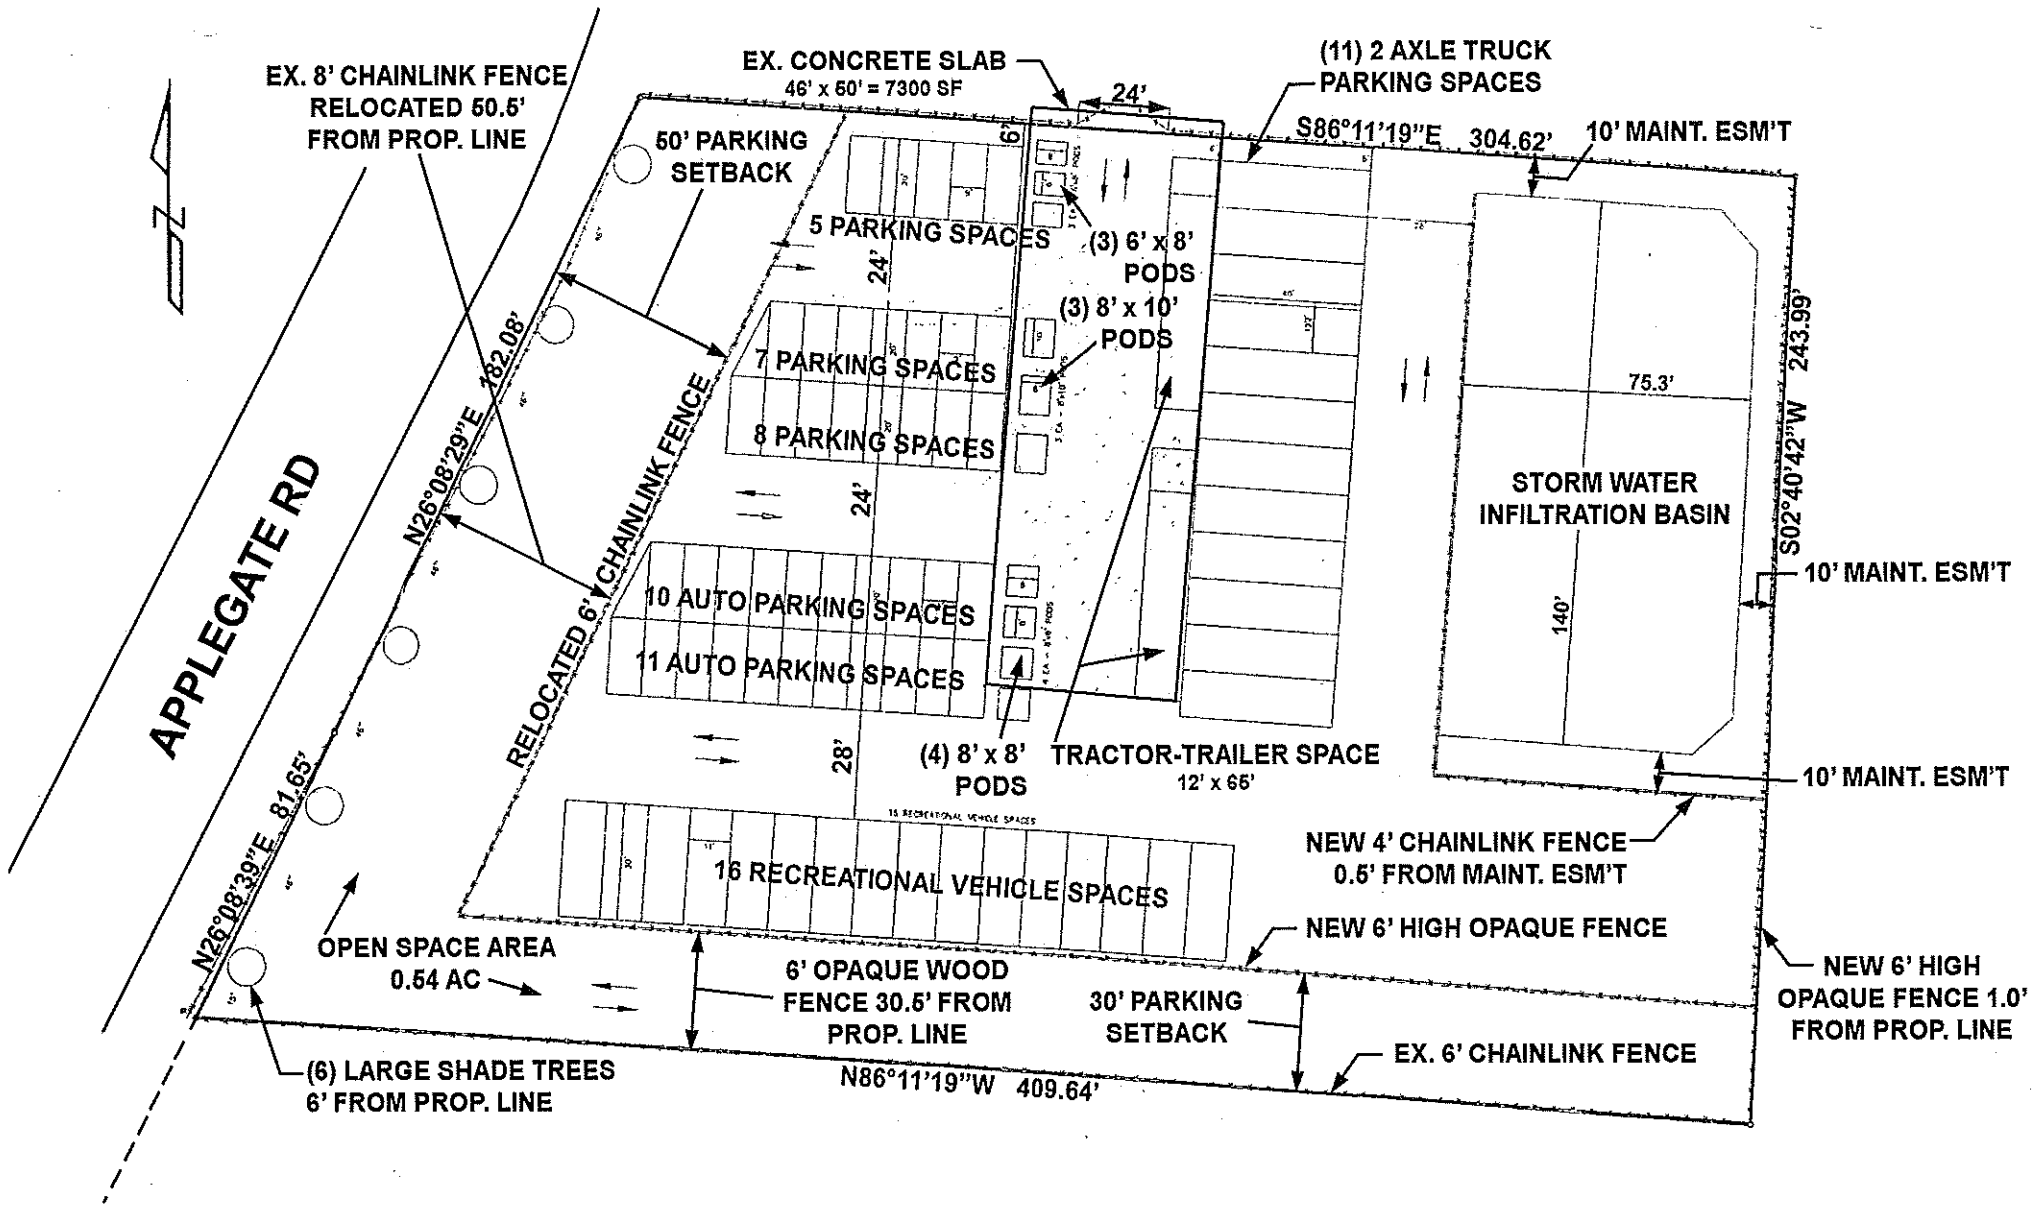 EX. 8' CHAINLINK FENCE
RELOCATED 50.5'
FROM PROP. LINE
50' PARKING
SETBACK
EX. CONCRETE SLAB
46' x 50' = 7300 SF
24'
6'
(11) 2 AXLE TRUCK
PARKING SPACES
S86°11'19"E 304.62'
10' MAINT. ESM'T
N
5 PARKING SPACES
(3) 6' x 8'
PODS
24'
(3) 8' x 10'
PODS
7 PARKING SPACES
8 PARKING SPACES
24'
N26°08'29"E 182.08'
APPLEGATE RD
RELOCATED 6' CHAINLINK FENCE
75.3'
STORM WATER
INFILTRATION BASIN
140'
S02°40'42"W 243.99'
10' MAINT. ESM'T
10 AUTO PARKING SPACES
11 AUTO PARKING SPACES
28'
(4) 8' x 8'
PODS
TRACTOR-TRAILER SPACE
12' x 65'
10' MAINT. ESM'T
15 RECREATIONAL VEHICLE SPACES
16 RECREATIONAL VEHICLE SPACES
30'
NEW 4' CHAINLINK FENCE
0.5' FROM MAINT. ESM'T
N26°08'39"E 81.65'
NEW 6' HIGH OPAQUE FENCE
OPEN SPACE AREA
0.54 AC
6' OPAQUE WOOD
FENCE 30.5' FROM
PROP. LINE
30' PARKING
SETBACK
NEW 6' HIGH
OPAQUE FENCE 1.0'
FROM PROP. LINE
EX. 6' CHAINLINK FENCE
(6) LARGE SHADE TREES
6' FROM PROP. LINE
N86°11'19"W 409.64'